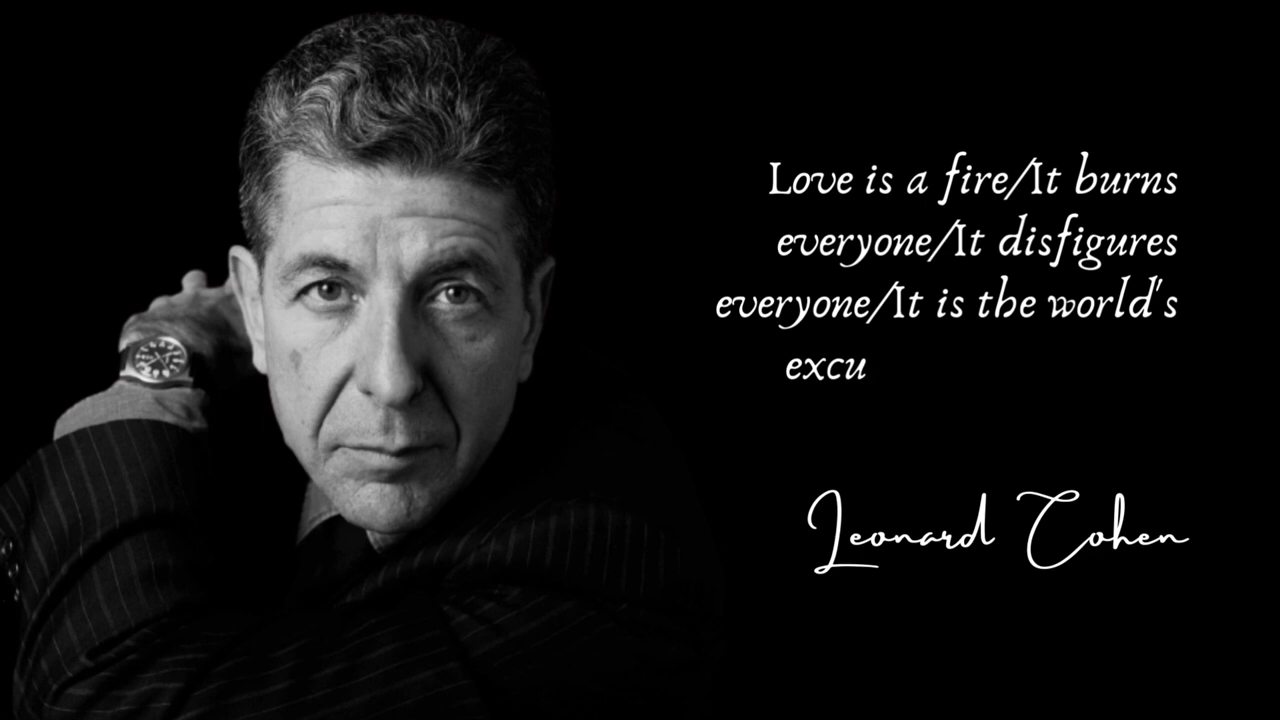 Love is a fire/It burns
everyone/It disfigures
everyone/It is the world's
excu
Leonard Cohen